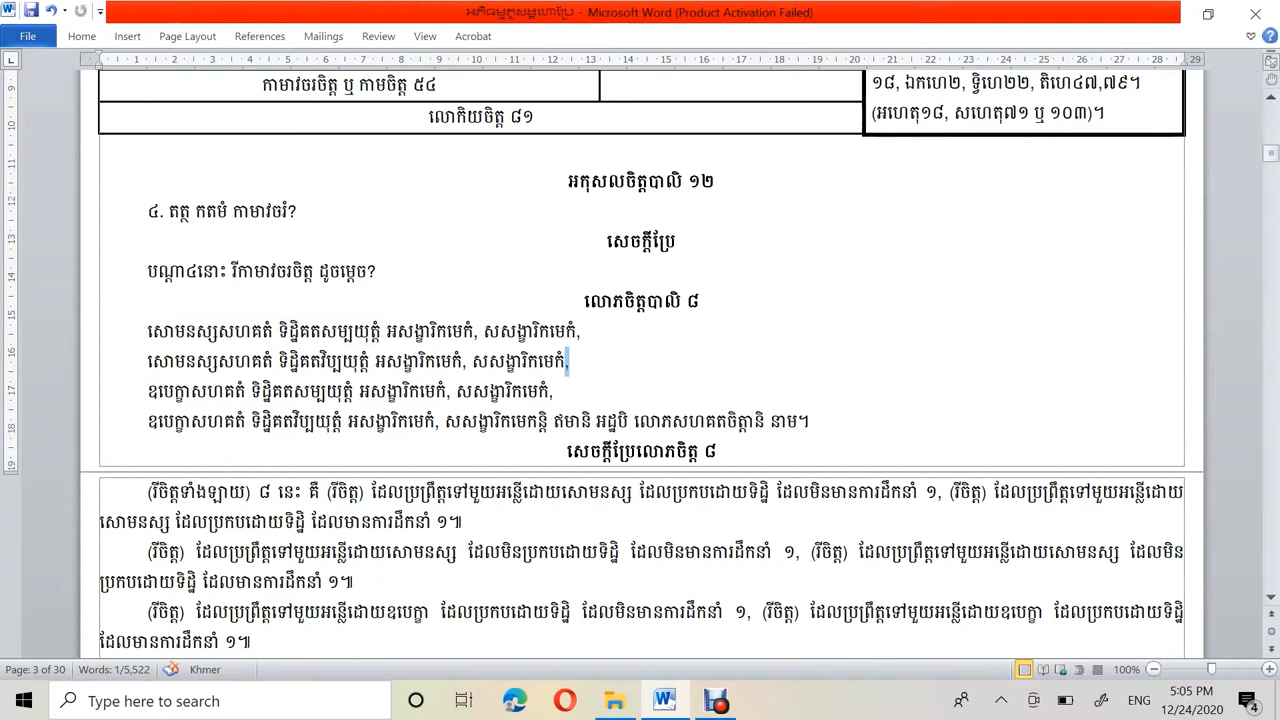 អភិធម្មត្ថសង្គហោប្រែ - Microsoft Word (Product Activation Failed)
File Home Insert Page Layout References Mailings Review View Acrobat
1 2 3 4 5 6 7 8 9 10 11 12 13 14 15 16 17 18 19 20 21 22 23 24 25 26 27 28 29
កាមាវចរចិត្ត ឬ កាមចិត្ត ៥៤
១៨, ឯកហេ២, ទ្វិហេ២២, តិហេ៤៧,៧៩។
លោកិយចិត្ត ៨១
(អហេតុ១៨, សហេតុ៧១ ឬ ១០៣)។
អកុសលចិត្តបាលិ ១២
៤. តត្ថ កតមំ កាមាវចរំ?
សេចក្តីប្រែ
បណ្តា៤នោះ រីកាមាវចរចិត្ត ដូចម្តេច?
លោភចិត្តបាលិ ៨
សោមនស្សសហគតំ ទិដ្ឋិគតសម្បយុត្តំ អសង្ខារិកមេកំ, សសង្ខារិកមេកំ,
សោមនស្សសហគតំ ទិដ្ឋិគតវិប្បយុត្តំ អសង្ខារិកមេកំ, សសង្ខារិកមេកំ,
ឧបេក្ខាសហគតំ ទិដ្ឋិគតសម្បយុត្តំ អសង្ខារិកមេកំ, សសង្ខារិកមេកំ,
ឧបេក្ខាសហគតំ ទិដ្ឋិគតវិប្បយុត្តំ អសង្ខារិកមេកំ, សសង្ខារិកមេកន្តិ ឥមានិ អដ្ឋបិ លោភសហគតចិត្តានិ នាម។
សេចក្តីប្រែលោភចិត្ត ៨
(រីចិត្តទាំងឡាយ) ៨ នេះ គឺ (រីចិត្ត) ដែលប្រព្រឹត្តទៅមួយអន្លើដោយសោមនស្ស ដែលប្រកបដោយទិដ្ឋិ ដែលមិនមានការដឹកនាំ ១, (រីចិត្ត) ដែលប្រព្រឹត្តទៅមួយអន្លើដោយ
សោមនស្ស ដែលប្រកបដោយទិដ្ឋិ ដែលមានការដឹកនាំ ១៕
(រីចិត្ត) ដែលប្រព្រឹត្តទៅមួយអន្លើដោយសោមនស្ស ដែលមិនប្រកបដោយទិដ្ឋិ ដែលមិនមានការដឹកនាំ ១, (រីចិត្ត) ដែលប្រព្រឹត្តទៅមួយអន្លើដោយសោមនស្ស ដែលមិន
ប្រកបដោយទិដ្ឋិ ដែលមានការដឹកនាំ ១៕
(រីចិត្ត) ដែលប្រព្រឹត្តទៅមួយអន្លើដោយឧបេក្ខា ដែលប្រកបដោយទិដ្ឋិ ដែលមិនមានការដឹកនាំ ១, (រីចិត្ត) ដែលប្រព្រឹត្តទៅមួយអន្លើដោយឧបេក្ខា ដែលប្រកបដោយទិដ្ឋិ
ដែលមានការដឹកនាំ ១៕
Page: 3 of 30 Words: 1/5,522 Khmer 100%
Type here to search ENG 5:05 PM
12/24/2020 4